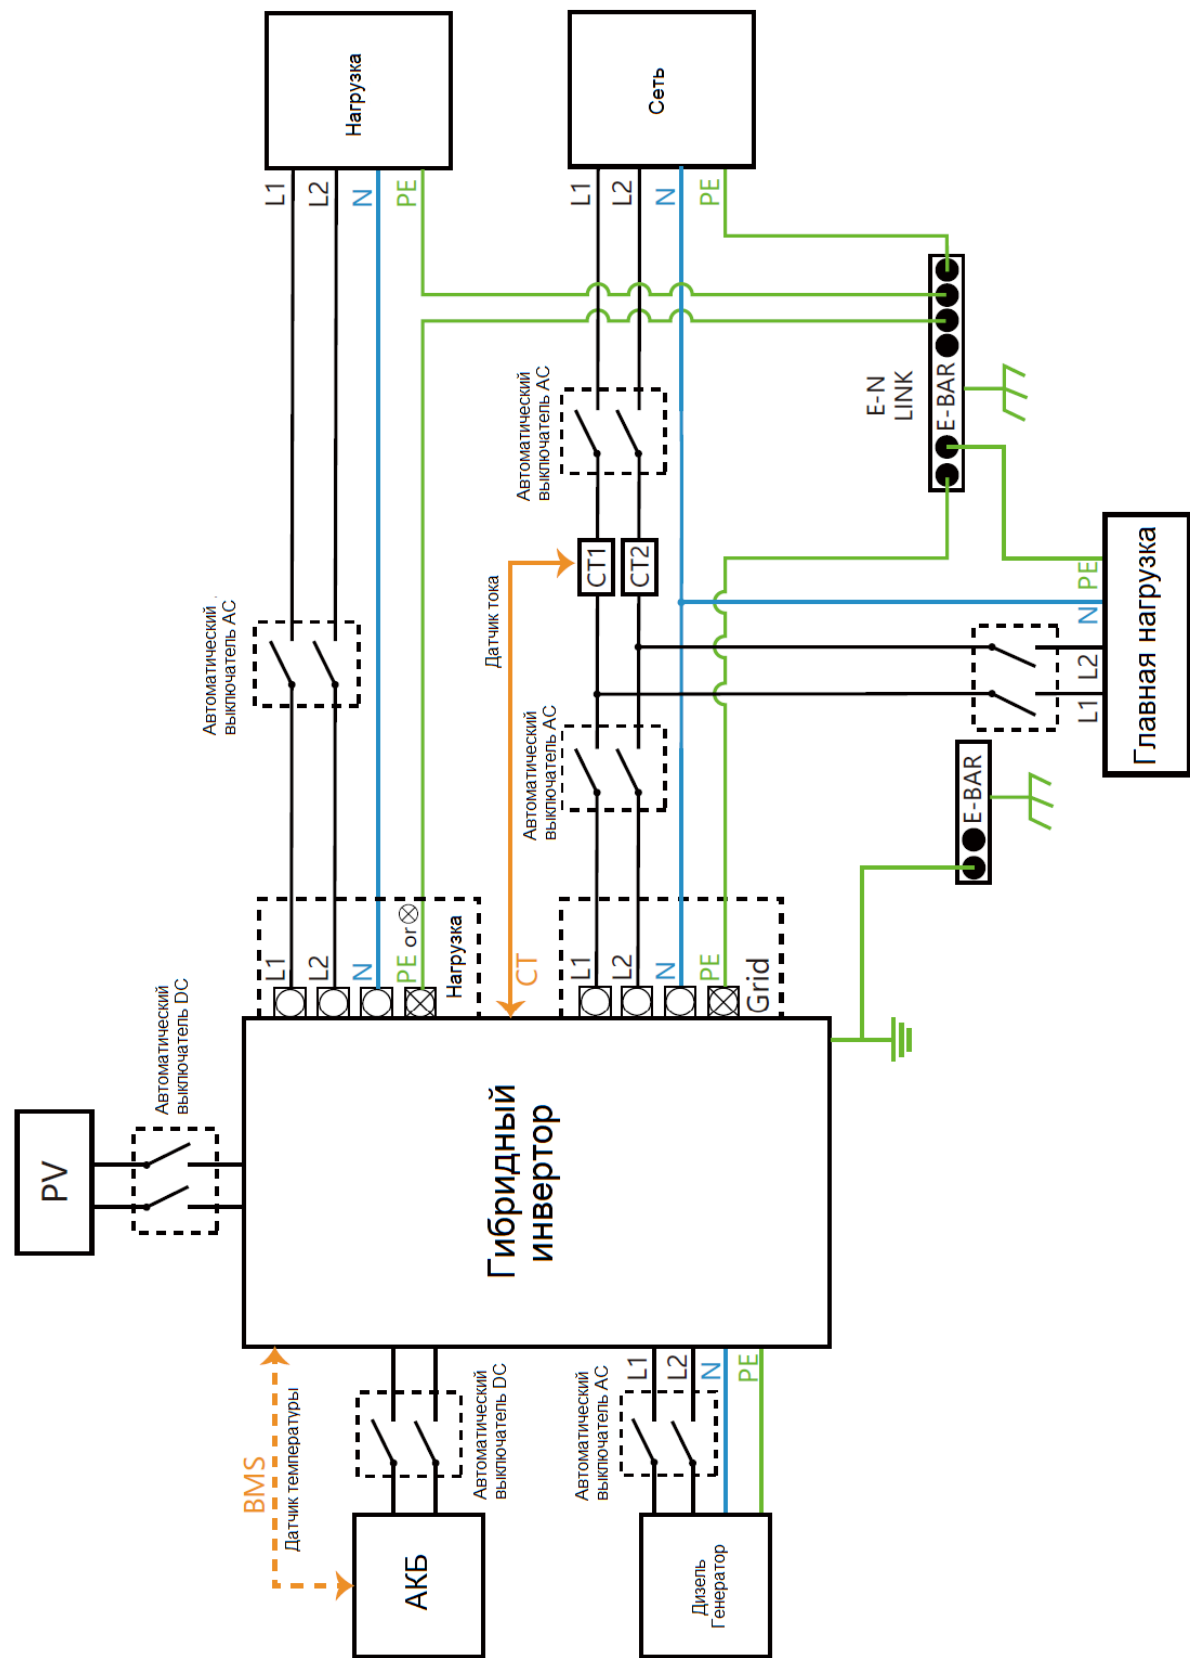 Нагрузка
L1
L2
N
PE
Сеть
L1
L2
N
PE
E-N
LINK
E-BAR
Автоматический
выключатель AC
Автоматический
выключатель AC
Датчик тока
CT1
CT2
Автоматический
выключатель AC
CT
PE
N
L2
L1
Главная нагрузка
E-BAR
L1
L2
N
PE or
Нагрузка
L1
L2
N
PE
Grid
Автоматический
выключатель DC
PV
Гибридный
инвертор
BMS
Датчик температуры
Автоматический
выключатель DC
АКБ
Автоматический
выключатель AC
L1
L2
N
PE
Дизель
Генератор